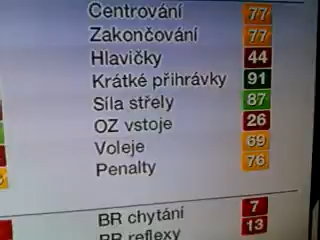 Centrování 77
Zakončování 77
Hlavičky 44
Krátké přihrávky 91
Síla střely 87
OZ vstoje 26
Voleje 69
Penalty 76
BR chytání 7
BR reflexy 13